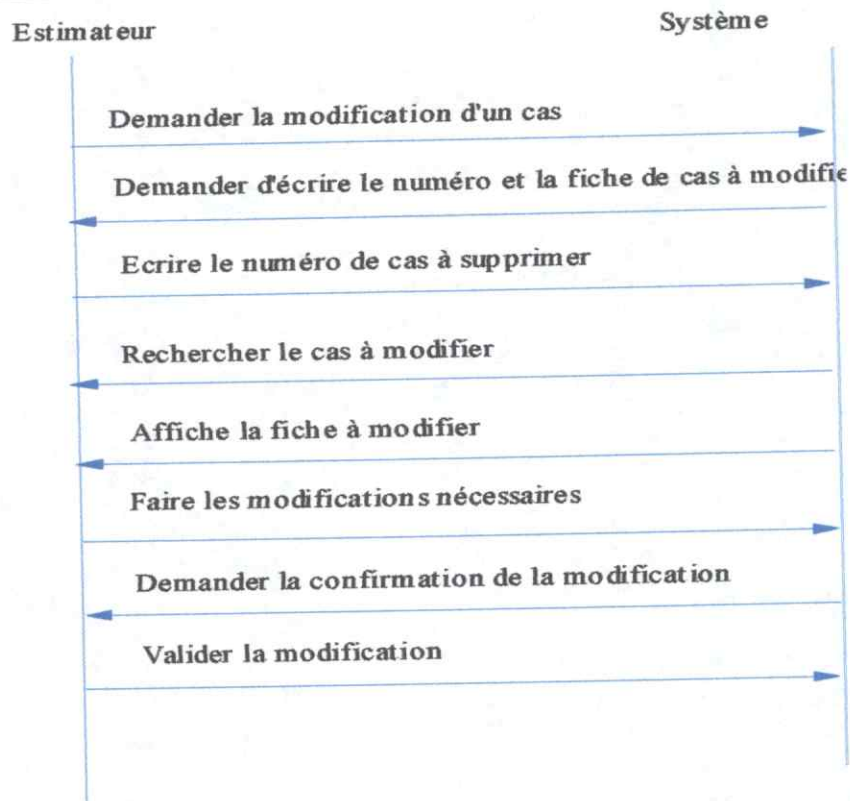 Estimateur
Système
Demander la modification d'un cas
Demander d'écrire le numéro et la fiche de cas à modifie
Ecrire le numéro de cas à supprimer
Rechercher le cas à modifier
Affiche la fiche à modifier
Faire les modifications nécessaires
Demander la confirmation de la modification
Valider la modification